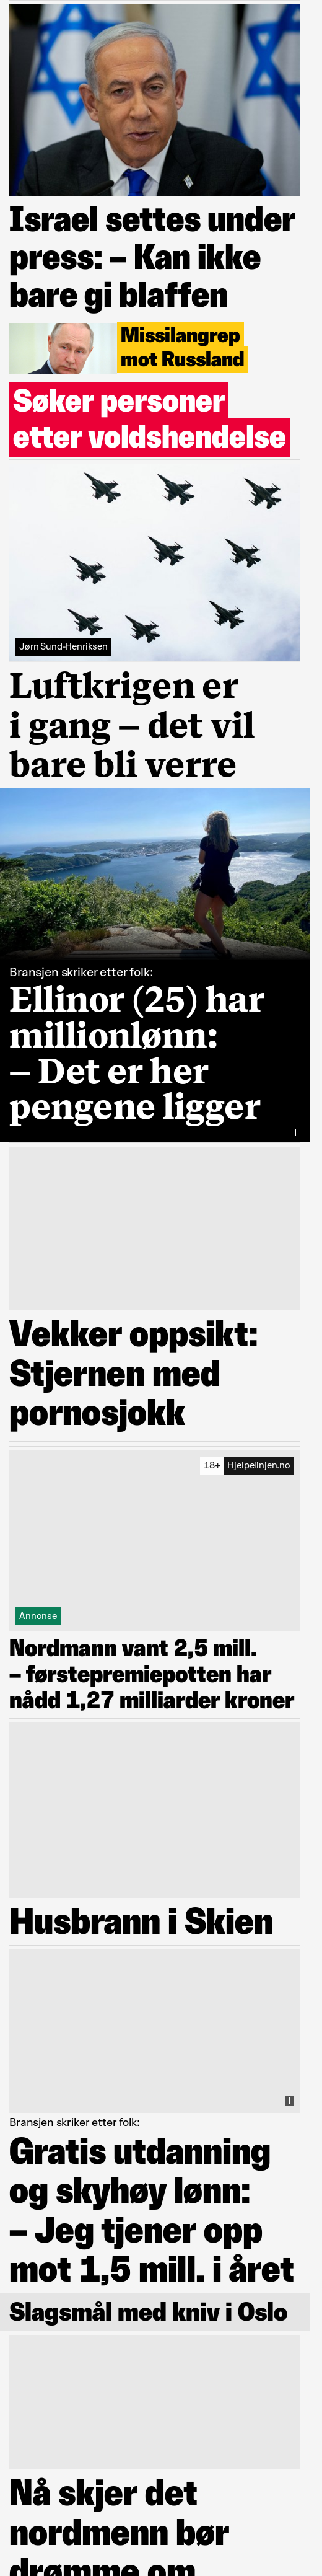 Israel settes under
press: – Kan ikke
bare gi blaffen
Missilangrep
mot Russland
Søker personer
etter voldshendelse
Jørn Sund-Henriksen
Luftkrigen er
i gang – det vil
bare bli verre
Bransjen skriker etter folk:
Ellinor (25) har
millionlønn:
– Det er her
pengene ligger
Vekker oppsikt:
Stjernen med
pornosjokk
18+ Hjelpelinjen.no
Annonse
Nordmann vant 2,5 mill.
– førstepremiepotten har
nådd 1,27 milliarder kroner
Husbrann i Skien
Bransjen skriker etter folk:
Gratis utdanning
og skyhøy lønn:
– Jeg tjener opp
mot 1,5 mill. i året
Slagsmål med kniv i Oslo
Nå skjer det
nordmenn bør
drømme om